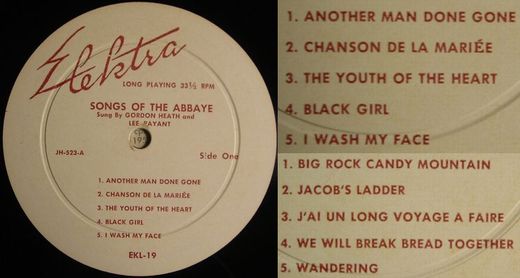 Elektra
LONG PLAYING 33⅓ RPM
SONGS OF THE ABBAYE
Sung By GORDON HEATH and
LEE PAYANT
JH-523-A
Side One
1. ANOTHER MAN DONE GONE
2. CHANSON DE LA MARIÉE
3. THE YOUTH OF THE HEART
4. BLACK GIRL
5. I WASH MY FACE
EKL-19
1. ANOTHER MAN DONE GONE
2. CHANSON DE LA MARIÉE
3. THE YOUTH OF THE HEART
4. BLACK GIRL
5. I WASH MY FACE
1. BIG ROCK CANDY MOUNTAIN
2. JACOB'S LADDER
3. J'AI UN LONG VOYAGE A FAIRE
4. WE WILL BREAK BREAD TOGETHER
5. WANDERING